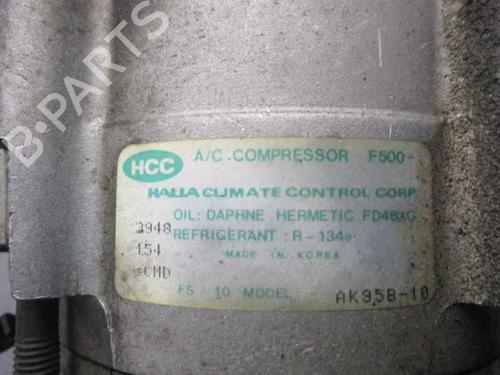 B-PARTS
HCC A/C COMPRESSOR F500-
HALLA CLIMATE CONTROL CORP
OIL: DAPHNE HERMETIC FD46XG
3948 REFRIGERANT : R-134a
154 MADE IN KOREA
CMD
FS 10 MODEL: AK95B-10